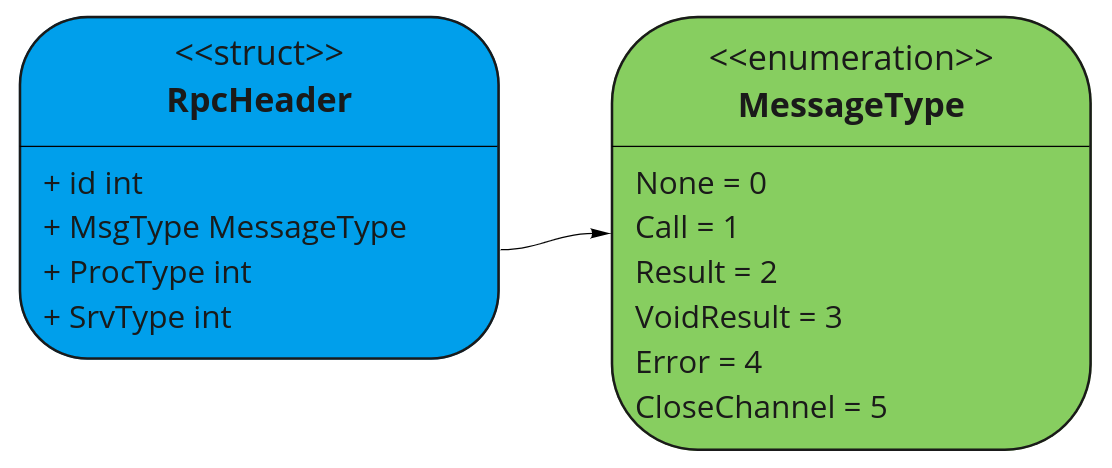 <<struct>>
RpcHeader
+ id int
+ MsgType MessageType
+ ProcType int
+ SrvType int
<<enumeration>>
MessageType
None = 0
Call = 1
Result = 2
VoidResult = 3
Error = 4
CloseChannel = 5